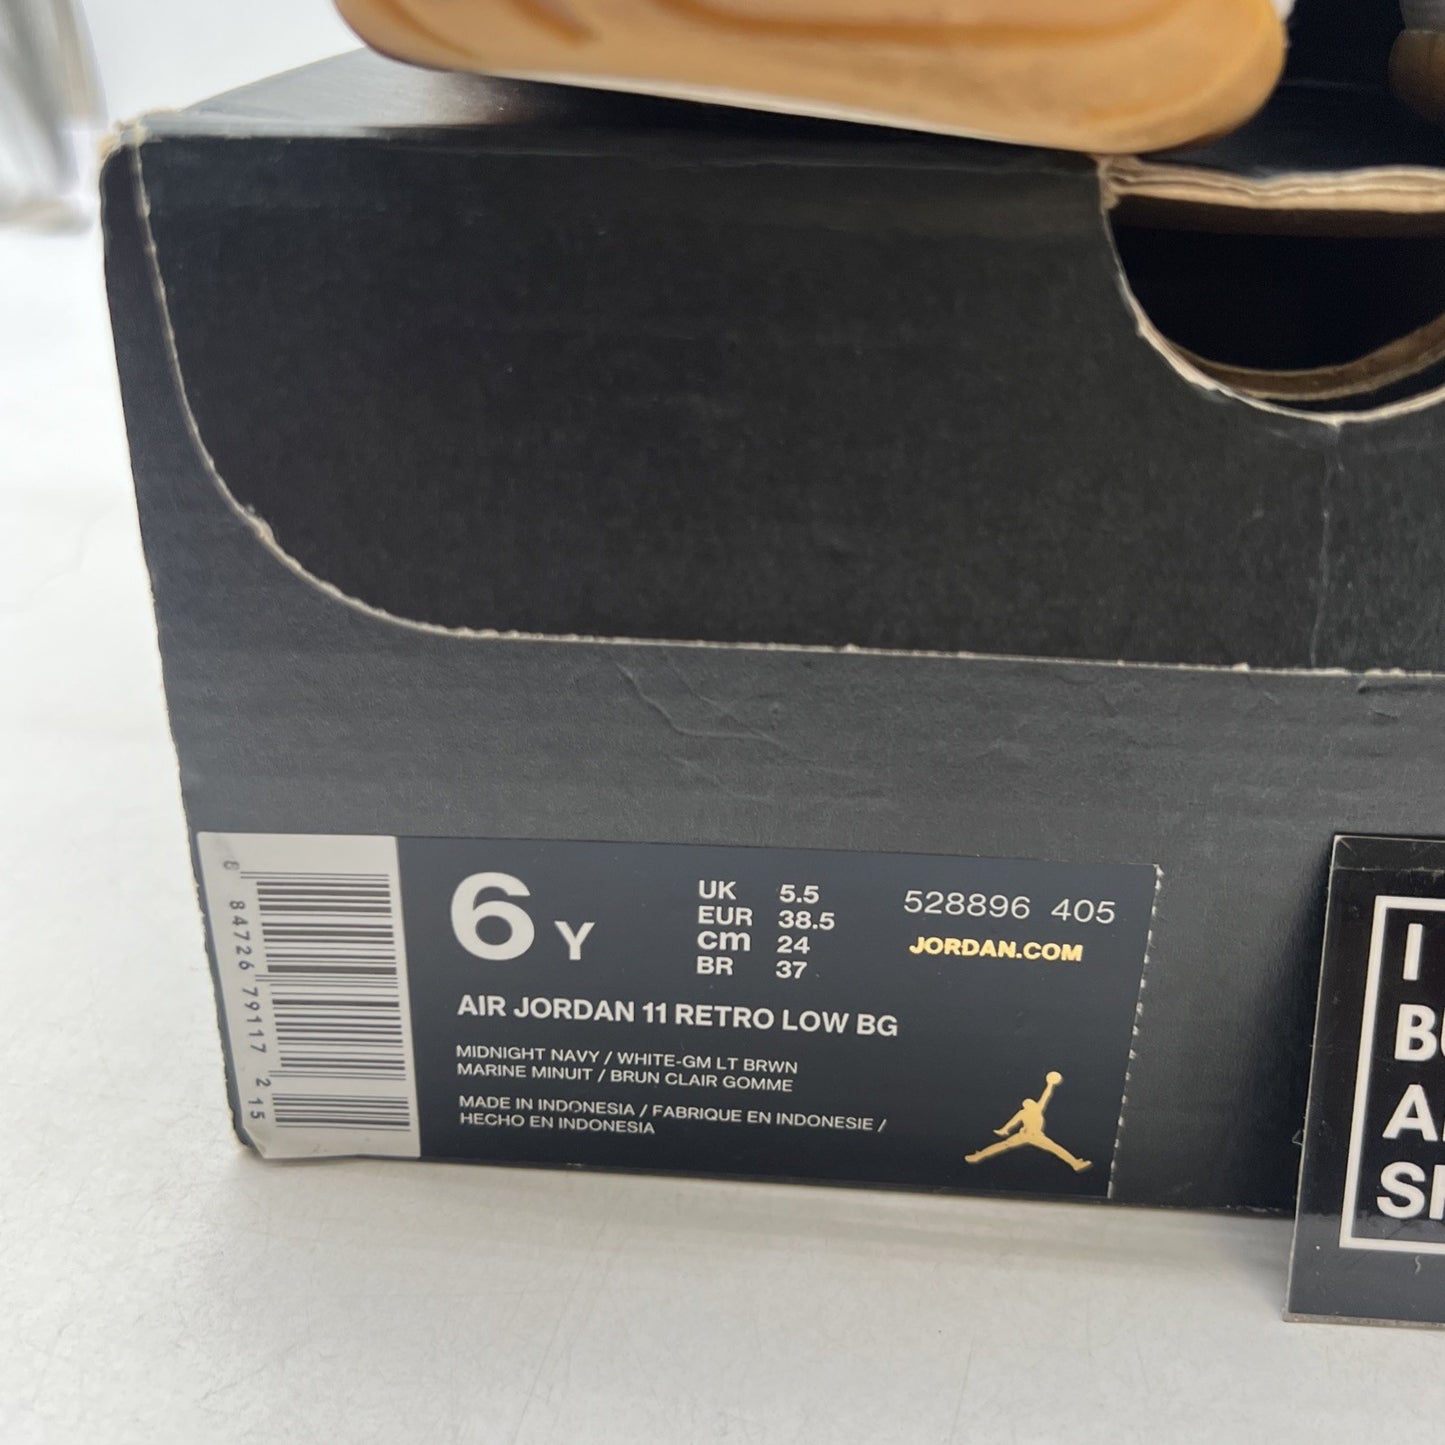 6 Y
UK 5.5
EUR 38.5
cm 24
BR 37
528896 405
JORDAN.COM
AIR JORDAN 11 RETRO LOW BG
MIDNIGHT NAVY / WHITE-GM LT BRWN
MARINE MINUIT / BRUN CLAIR GOMME
MADE IN INDONESIA / FABRIQUE EN INDONESIE /
HECHO EN INDONESIA
8 84726 79117 2 15
I